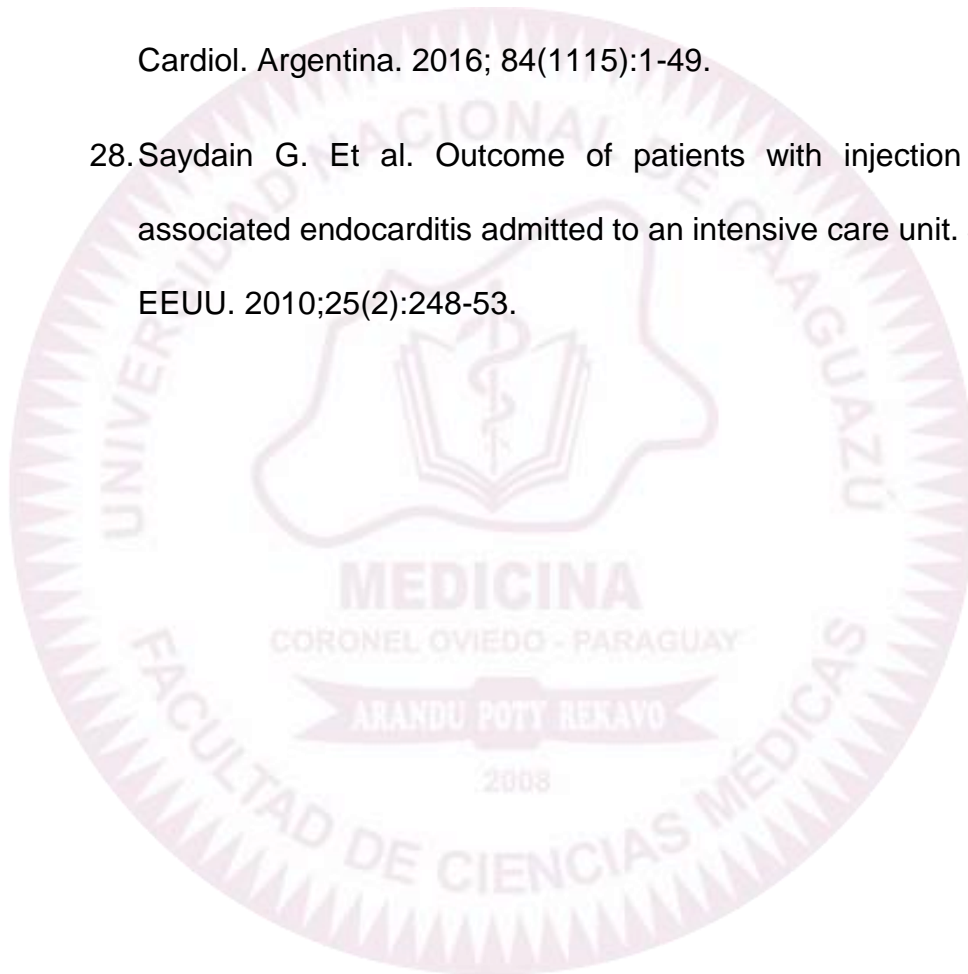 Cardiol. Argentina. 2016; 84(1115):1-49.
28. Saydain G. Et al. Outcome of patients with injection
associated endocarditis admitted to an intensive care unit.
EEUU. 2010;25(2):248-53.
UNIVERSIDAD NACIONAL DE CAAGUAZÚ
MEDICINA
CORONEL OVIEDO - PARAGUAY
ARANDU POTY REKAVO
2008
FACULTAD DE CIENCIAS MÉDICAS